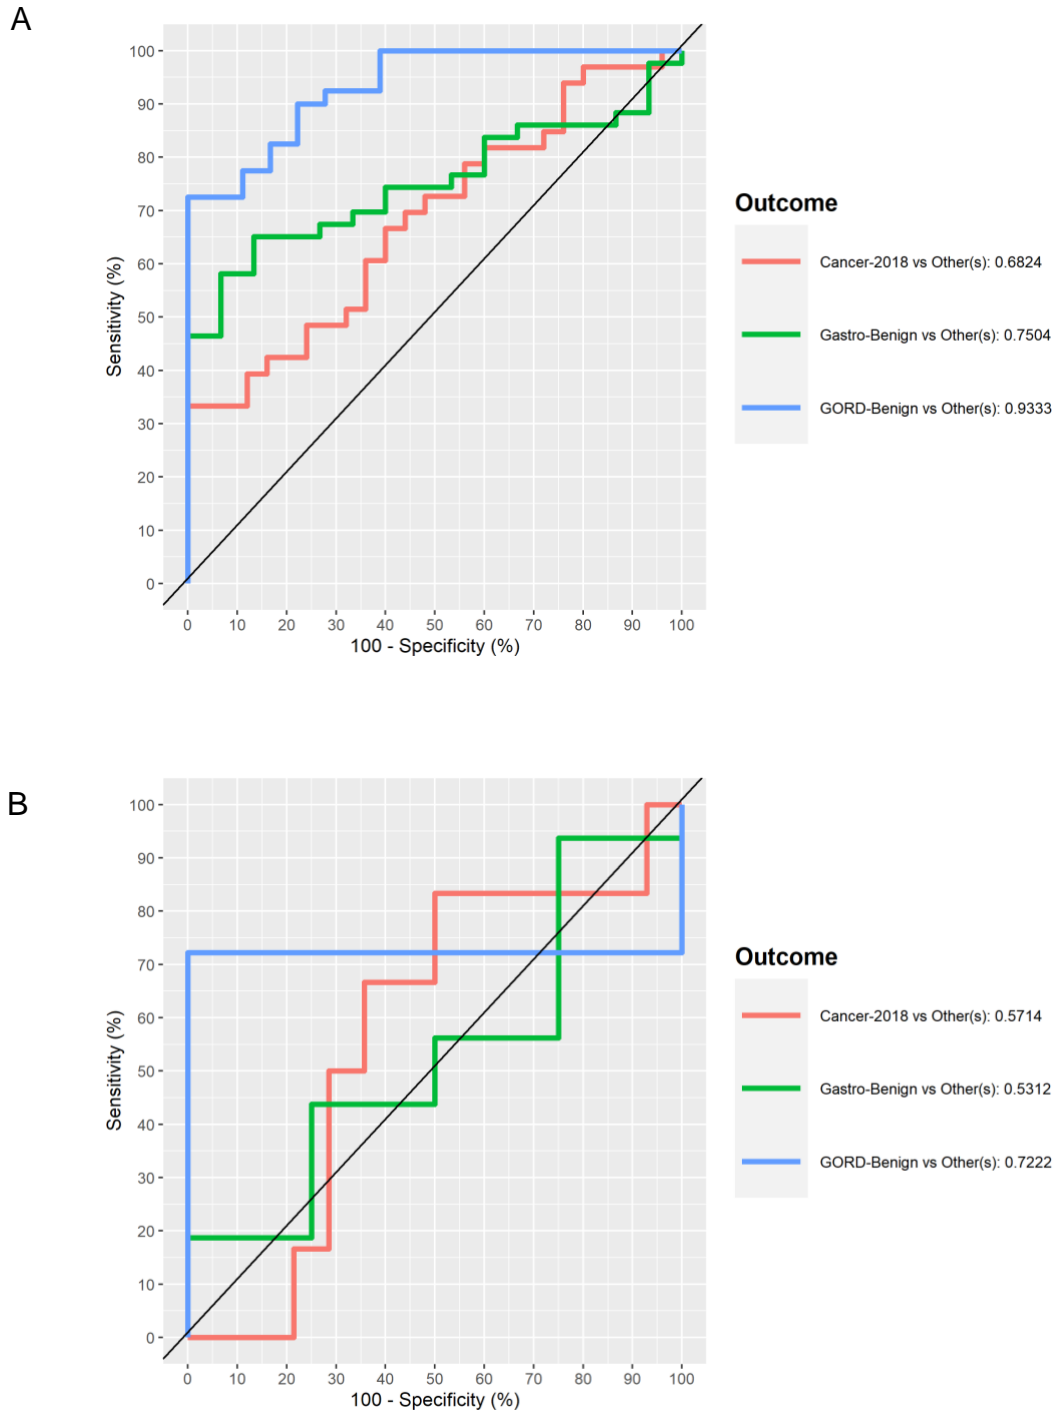 A
100
90
80
70
60
50
40
30
20
10
0
Sensitivity (%)
0 10 20 30 40 50 60 70 80 90 100
100 - Specificity (%)
Outcome
Cancer-2018 vs Other(s): 0.6824
Gastro-Benign vs Other(s): 0.7504
GORD-Benign vs Other(s): 0.9333
B
100
90
80
70
60
50
40
30
20
10
0
Sensitivity (%)
0 10 20 30 40 50 60 70 80 90 100
100 - Specificity (%)
Outcome
Cancer-2018 vs Other(s): 0.5714
Gastro-Benign vs Other(s): 0.5312
GORD-Benign vs Other(s): 0.7222